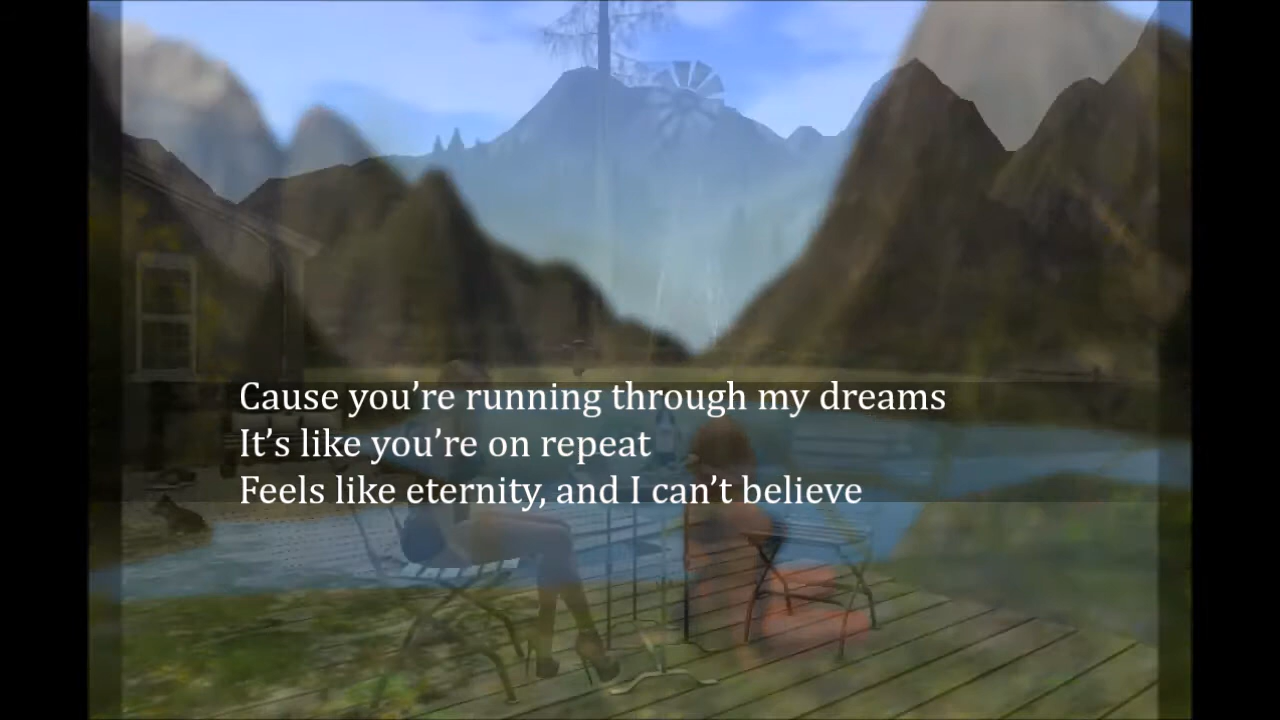 Cause you’re running through my dreams
It’s like you’re on repeat
Feels like eternity, and I can’t believe